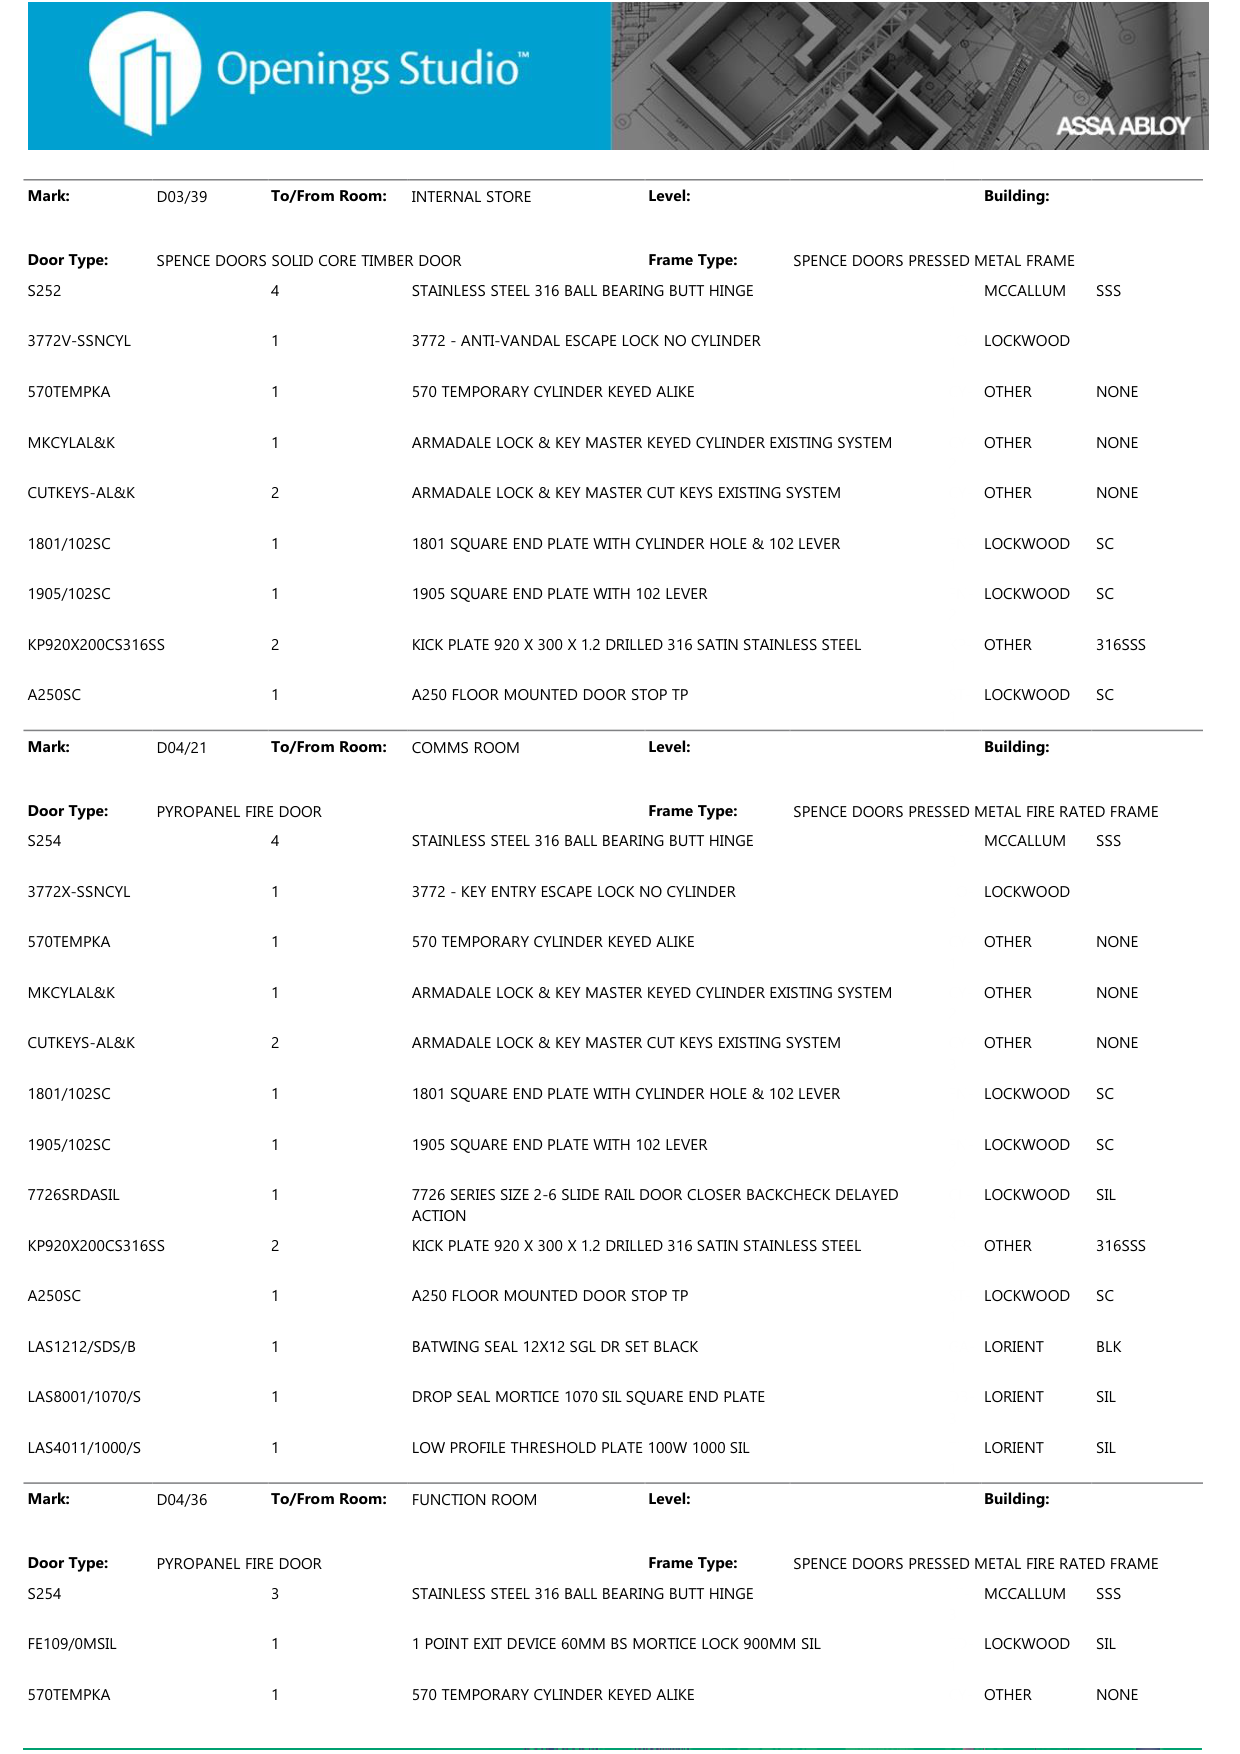 Openings Studio™
ASSA ABLOY
Mark: D03/39 To/From Room: INTERNAL STORE Level: Building:
Door Type: SPENCE DOORS SOLID CORE TIMBER DOOR Frame Type: SPENCE DOORS PRESSED METAL FRAME
S252 4 STAINLESS STEEL 316 BALL BEARING BUTT HINGE MCCALLUM SSS
3772V-SSNCYL 1 3772 - ANTI-VANDAL ESCAPE LOCK NO CYLINDER LOCKWOOD
570TEMPKA 1 570 TEMPORARY CYLINDER KEYED ALIKE OTHER NONE
MKCYLAL&K 1 ARMADALE LOCK & KEY MASTER KEYED CYLINDER EXISTING SYSTEM OTHER NONE
CUTKEYS-AL&K 2 ARMADALE LOCK & KEY MASTER CUT KEYS EXISTING SYSTEM OTHER NONE
1801/102SC 1 1801 SQUARE END PLATE WITH CYLINDER HOLE & 102 LEVER LOCKWOOD SC
1905/102SC 1 1905 SQUARE END PLATE WITH 102 LEVER LOCKWOOD SC
KP920X200CS316SS 2 KICK PLATE 920 X 300 X 1.2 DRILLED 316 SATIN STAINLESS STEEL OTHER 316SSS
A250SC 1 A250 FLOOR MOUNTED DOOR STOP TP LOCKWOOD SC
Mark: D04/21 To/From Room: COMMS ROOM Level: Building:
Door Type: PYROPANEL FIRE DOOR Frame Type: SPENCE DOORS PRESSED METAL FIRE RATED FRAME
S254 4 STAINLESS STEEL 316 BALL BEARING BUTT HINGE MCCALLUM SSS
3772X-SSNCYL 1 3772 - KEY ENTRY ESCAPE LOCK NO CYLINDER LOCKWOOD
570TEMPKA 1 570 TEMPORARY CYLINDER KEYED ALIKE OTHER NONE
MKCYLAL&K 1 ARMADALE LOCK & KEY MASTER KEYED CYLINDER EXISTING SYSTEM OTHER NONE
CUTKEYS-AL&K 2 ARMADALE LOCK & KEY MASTER CUT KEYS EXISTING SYSTEM OTHER NONE
1801/102SC 1 1801 SQUARE END PLATE WITH CYLINDER HOLE & 102 LEVER LOCKWOOD SC
1905/102SC 1 1905 SQUARE END PLATE WITH 102 LEVER LOCKWOOD SC
7726SRDASIL 1 7726 SERIES SIZE 2-6 SLIDE RAIL DOOR CLOSER BACKCHECK DELAYED LOCKWOOD SIL
ACTION
KP920X200CS316SS 2 KICK PLATE 920 X 300 X 1.2 DRILLED 316 SATIN STAINLESS STEEL OTHER 316SSS
A250SC 1 A250 FLOOR MOUNTED DOOR STOP TP LOCKWOOD SC
LAS1212/SDS/B 1 BATWING SEAL 12X12 SGL DR SET BLACK LORIENT BLK
LAS8001/1070/S 1 DROP SEAL MORTICE 1070 SIL SQUARE END PLATE LORIENT SIL
LAS4011/1000/S 1 LOW PROFILE THRESHOLD PLATE 100W 1000 SIL LORIENT SIL
Mark: D04/36 To/From Room: FUNCTION ROOM Level: Building:
Door Type: PYROPANEL FIRE DOOR Frame Type: SPENCE DOORS PRESSED METAL FIRE RATED FRAME
S254 3 STAINLESS STEEL 316 BALL BEARING BUTT HINGE MCCALLUM SSS
FE109/0MSIL 1 1 POINT EXIT DEVICE 60MM BS MORTICE LOCK 900MM SIL LOCKWOOD SIL
570TEMPKA 1 570 TEMPORARY CYLINDER KEYED ALIKE OTHER NONE